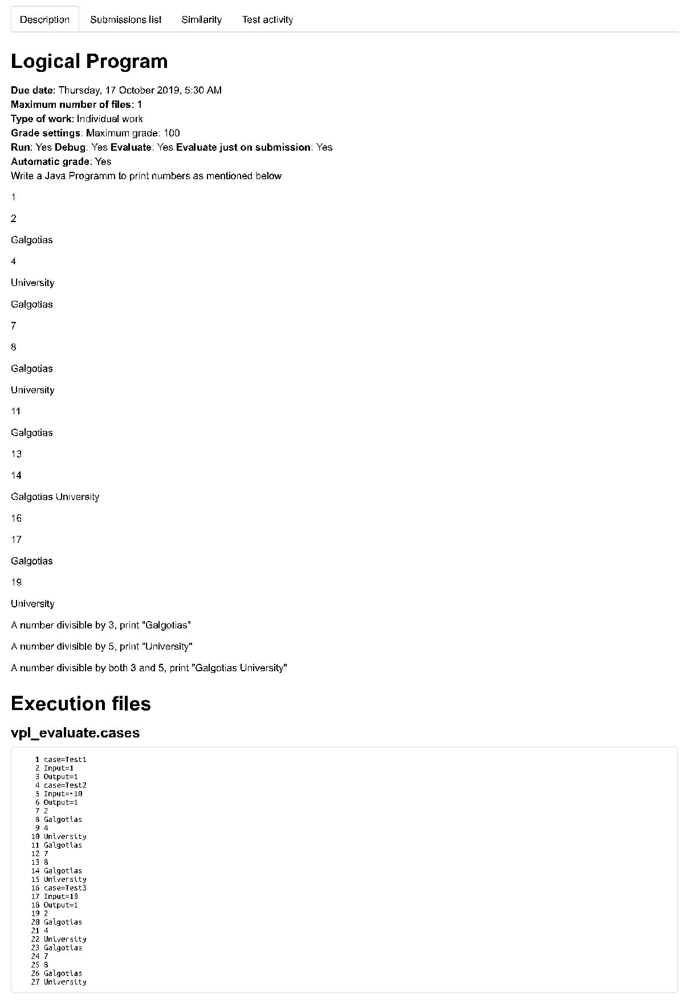 Description Submissions list Similarity Test activity
Logical Program
Due date: Thursday, 17 October 2019, 5:30 AM
Maximum number of files: 1
Type of work: Individual work
Grade settings: Maximum grade: 100
Run: Yes Debug: Yes Evaluate: Yes Evaluate just on submission: Yes
Automatic grade: Yes
Write a Java Programm to print numbers as mentioned below
1
2
Galgotias
4
University
Galgotias
7
8
Galgotias
University
11
Galgotias
13
14
Galgotias University
16
17
Galgotias
19
University
A number divisible by 3, print "Galgotias"
A number divisible by 5, print "University"
A number divisible by both 3 and 5, print "Galgotias University"
Execution files
vpl_evaluate.cases
1 case=Test1
2 Input=1
3 Output=1
4 case=Test2
5 Input=-10
6 Output=1
7 2
8 Galgotias
9 4
10 University
11 Galgotias
12 7
13 8
14 Galgotias
15 University
16 case=Test3
17 Input=10
18 Output=1
19 2
20 Galgotias
21 4
22 University
23 Galgotias
24 7
25 8
26 Galgotias
27 University